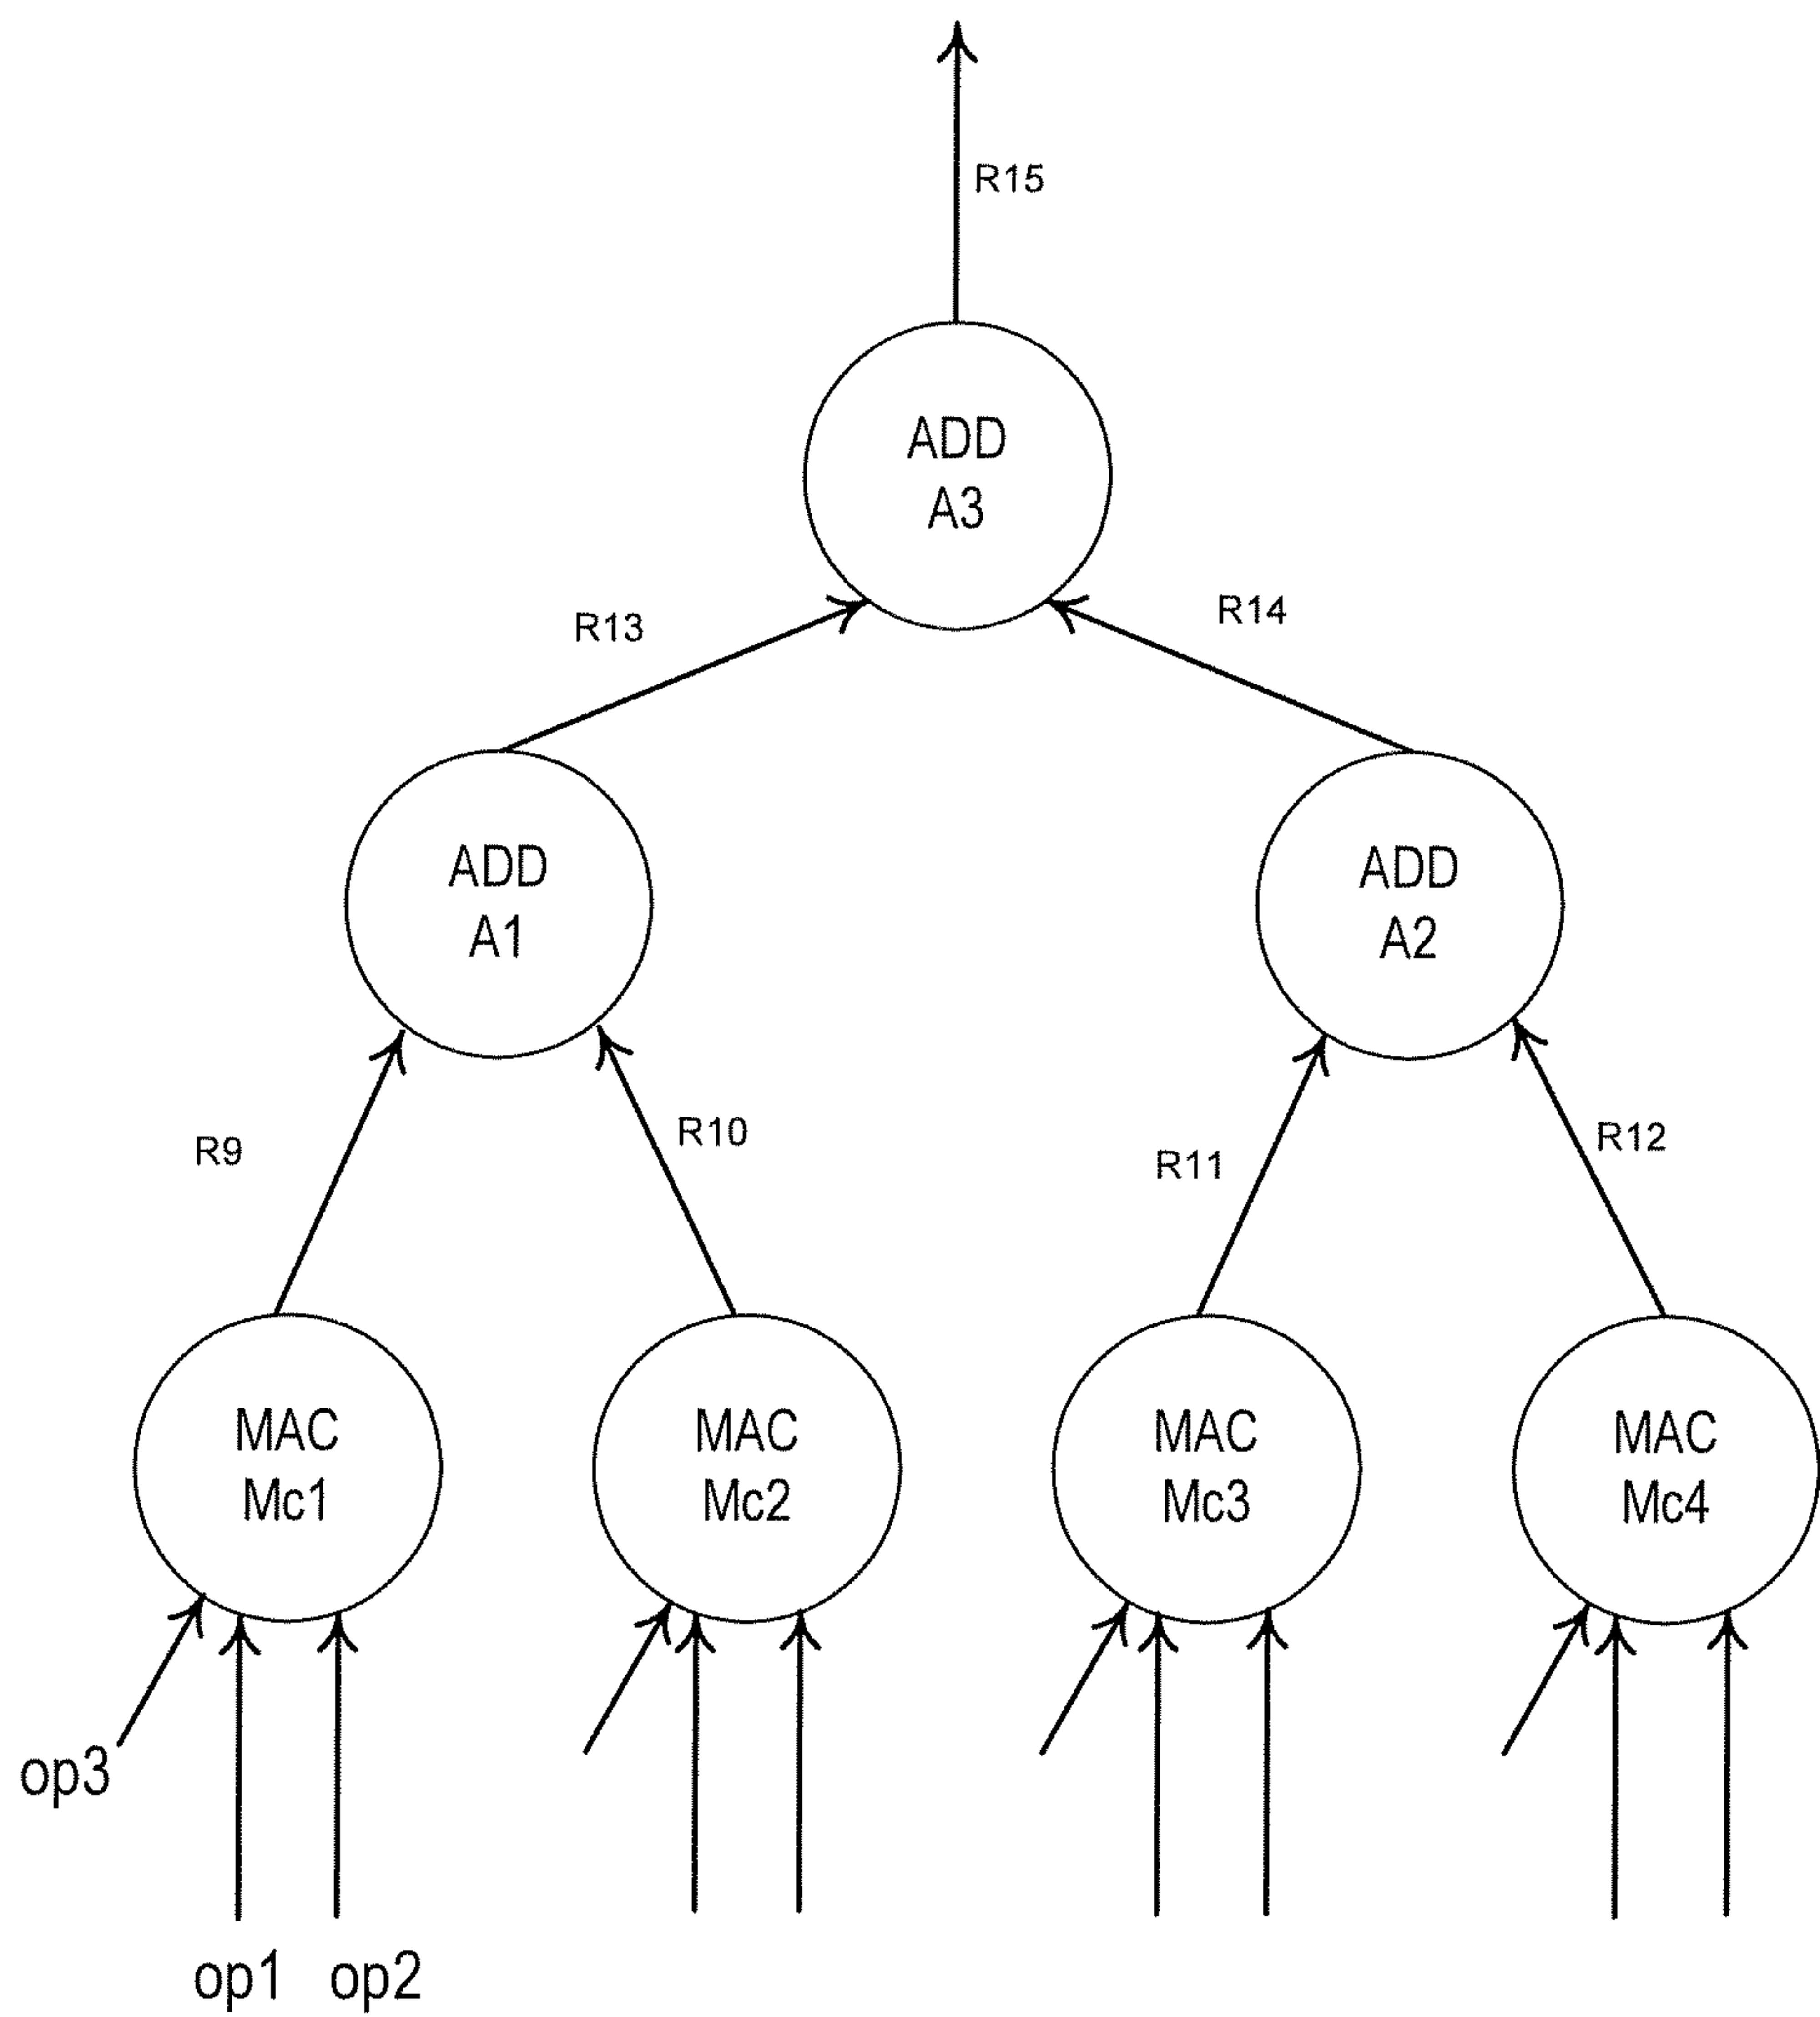 R15
ADD
A3
R13
R14
ADD
A1
ADD
A2
R9
R10
R11
R12
MAC
Mc1
MAC
Mc2
MAC
Mc3
MAC
Mc4
op3
op1
op2